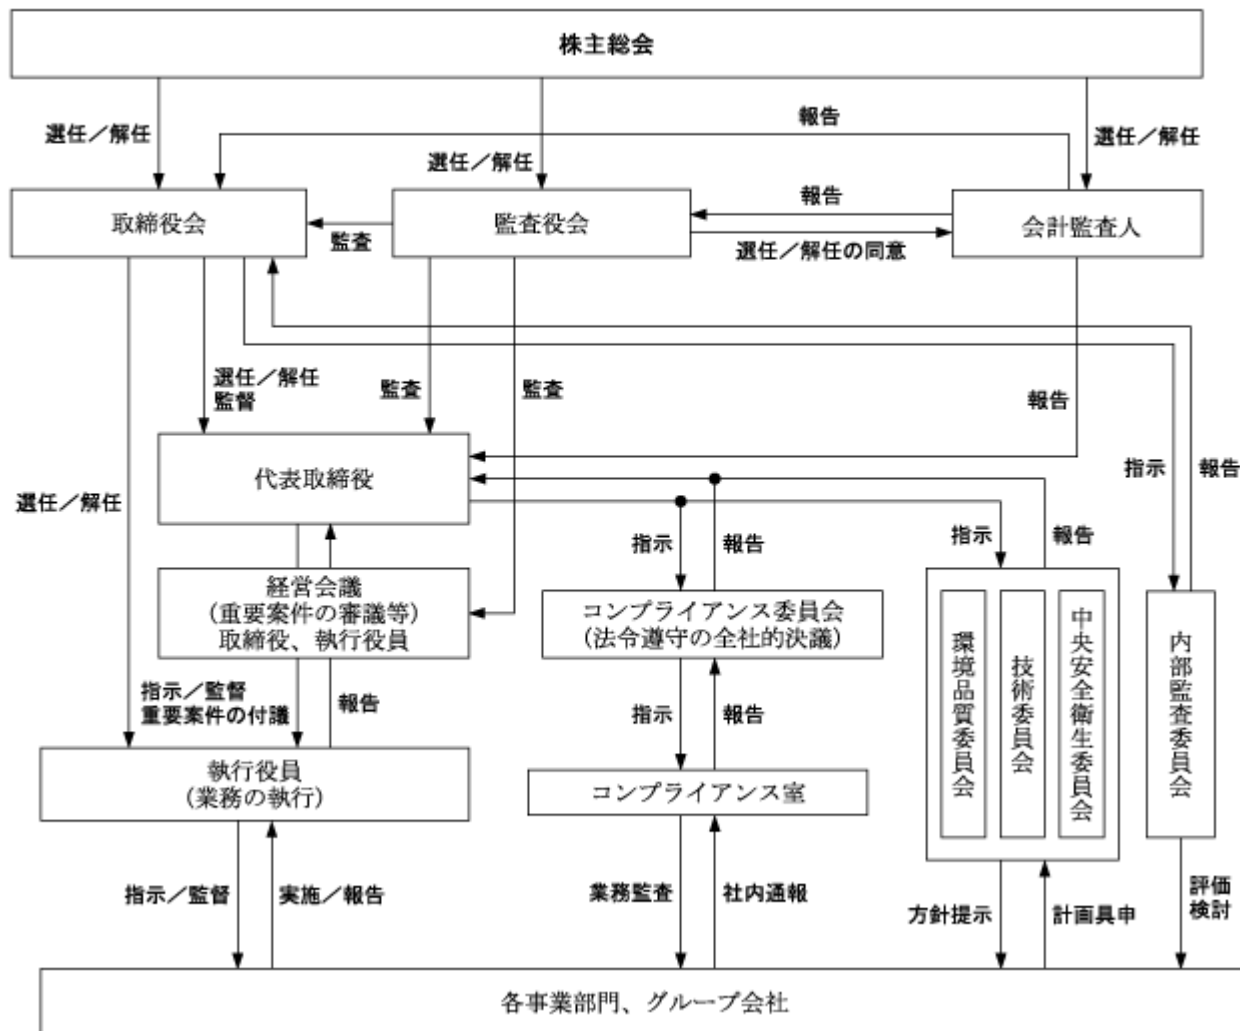 株主総会
報告
選任／解任
選任／解任
選任／解任
報告
取締役会
監査役会
会計監査人
監査
選任／解任の同意
選任／解任
監督
監査
監査
報告
指示
報告
代表取締役
選任／解任
指示
報告
指示
報告
経営会議
（重要案件の審議等）
取締役、執行役員
コンプライアンス委員会
（法令遵守の全社的決議）
環境品質委員会
技術委員会
中央安全衛生委員会
内部監査委員会
指示／監督
重要案件の付議
報告
指示
報告
執行役員
（業務の執行）
コンプライアンス室
指示／監督
実施／報告
業務監査
社内通報
方針提示
計画具申
評価
検討
各事業部門、グループ会社